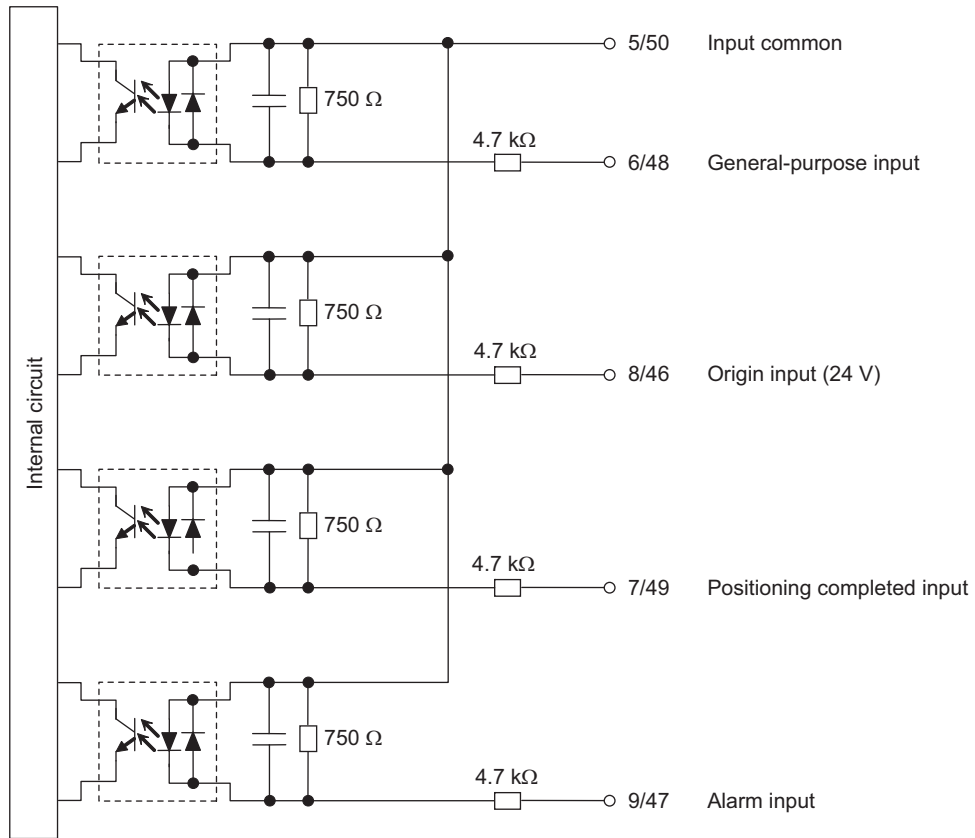 Internal circuit
5/50 Input common
750 Ω
4.7 kΩ
6/48 General-purpose input
750 Ω
4.7 kΩ
8/46 Origin input (24 V)
750 Ω
4.7 kΩ
7/49 Positioning completed input
750 Ω
4.7 kΩ
9/47 Alarm input